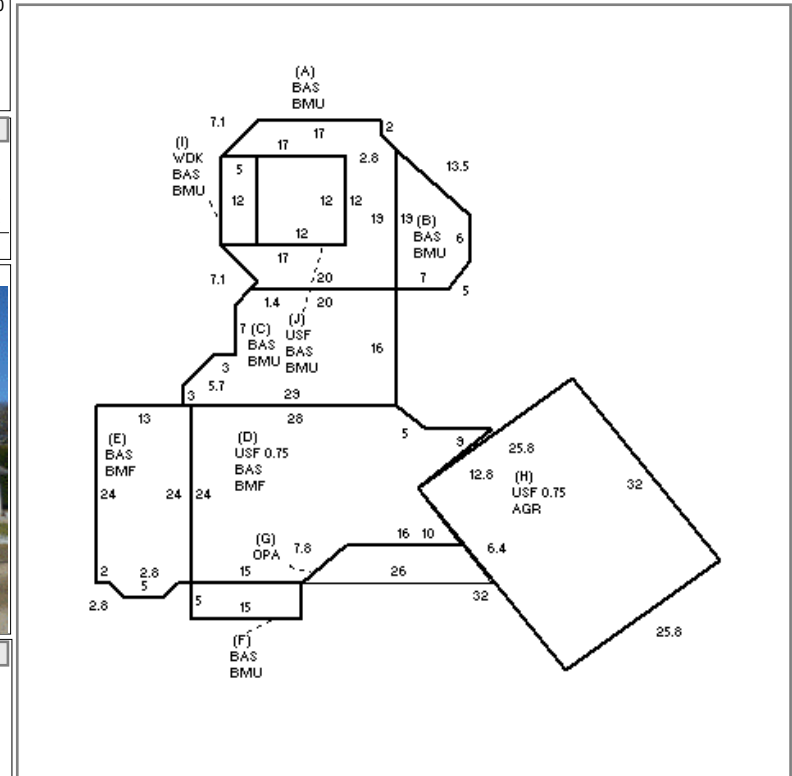 (A)
BAS
BMU
7.1
2
17
(I)
WDK
BAS
BMU
17
2.8
13.5
5
12
12
12
19
19
(B)
BAS
BMU
6
12
17
7.1
20
7
5
1.4
20
7
(C)
BAS
BMU
(J)
USF
BAS
BMU
16
3
5.7
3
29
13
28
(E)
BAS
BMF
(D)
USF 0.75
BAS
BMF
5
9
25.8
12.8
(H)
USF 0.75
AGR
32
24
24
24
(G)
OPA
7.8
16
10
6.4
2
2.8
5
15
26
2.8
5
15
32
(F)
BAS
BMU
25.8